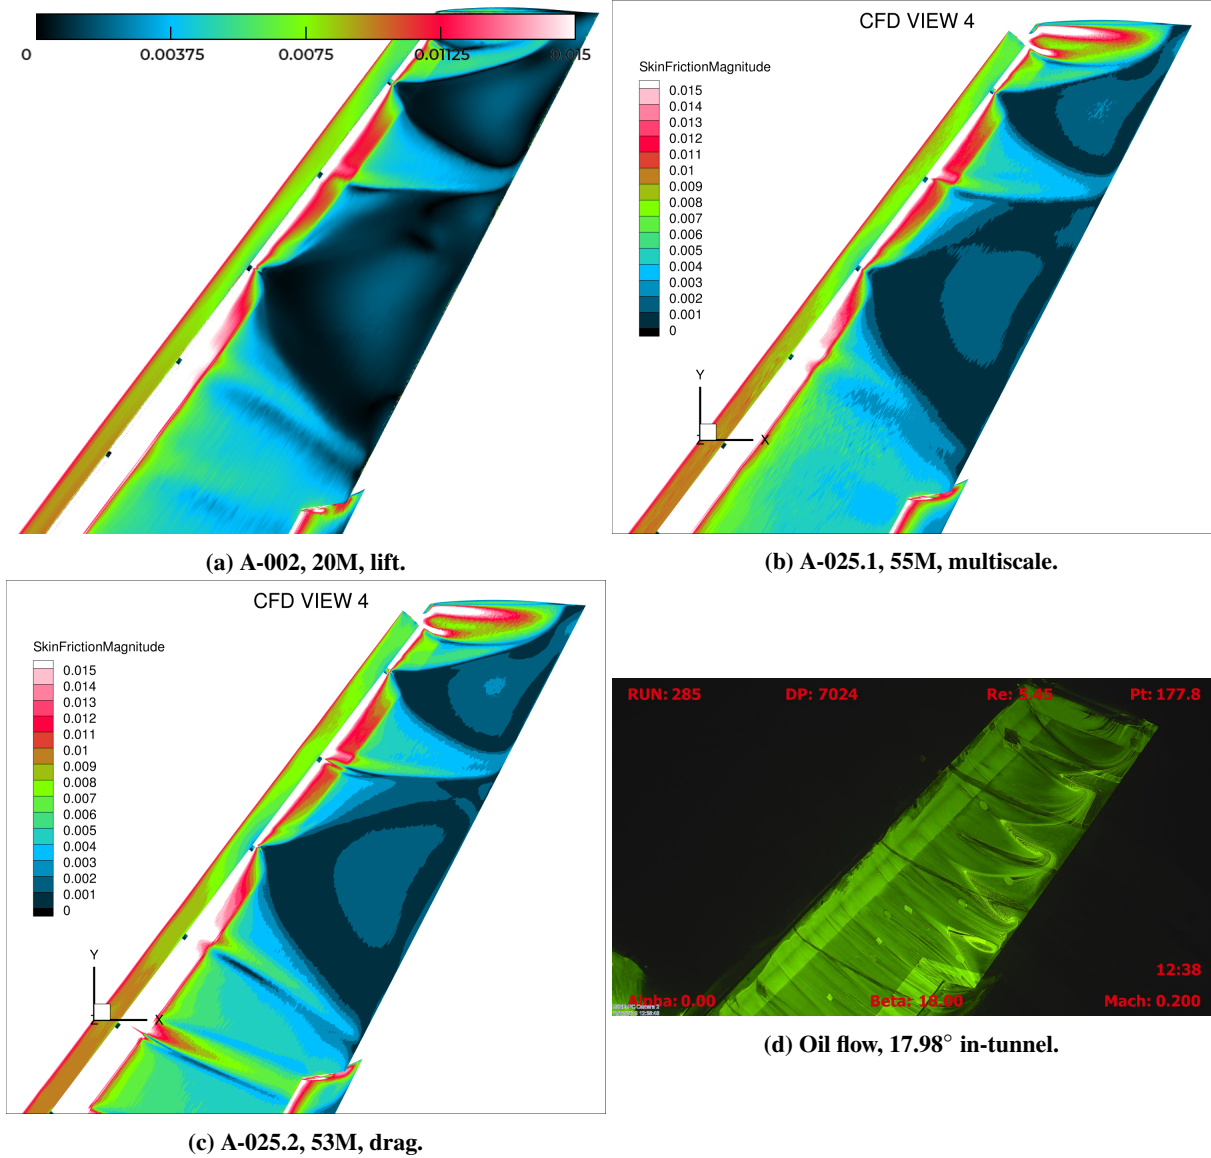 0 0.00375 0.0075 0.01125 0.015
(a) A-002, 20M, lift.
CFD VIEW 4
SkinFrictionMagnitude
0.015
0.014
0.013
0.012
0.011
0.01
0.009
0.008
0.007
0.006
0.005
0.004
0.003
0.002
0.001
0
Y
Z X
(b) A-025.1, 55M, multiscale.
CFD VIEW 4
SkinFrictionMagnitude
0.015
0.014
0.013
0.012
0.011
0.01
0.009
0.008
0.007
0.006
0.005
0.004
0.003
0.002
0.001
0
Y
Z X
(c) A-025.2, 53M, drag.
RUN: 285 DP: 7024 Re: 5.45 Pt: 177.8
12:38
Alpha: 0.00 Beta: 18.00 Mach: 0.200
(d) Oil flow, 17.98° in-tunnel.